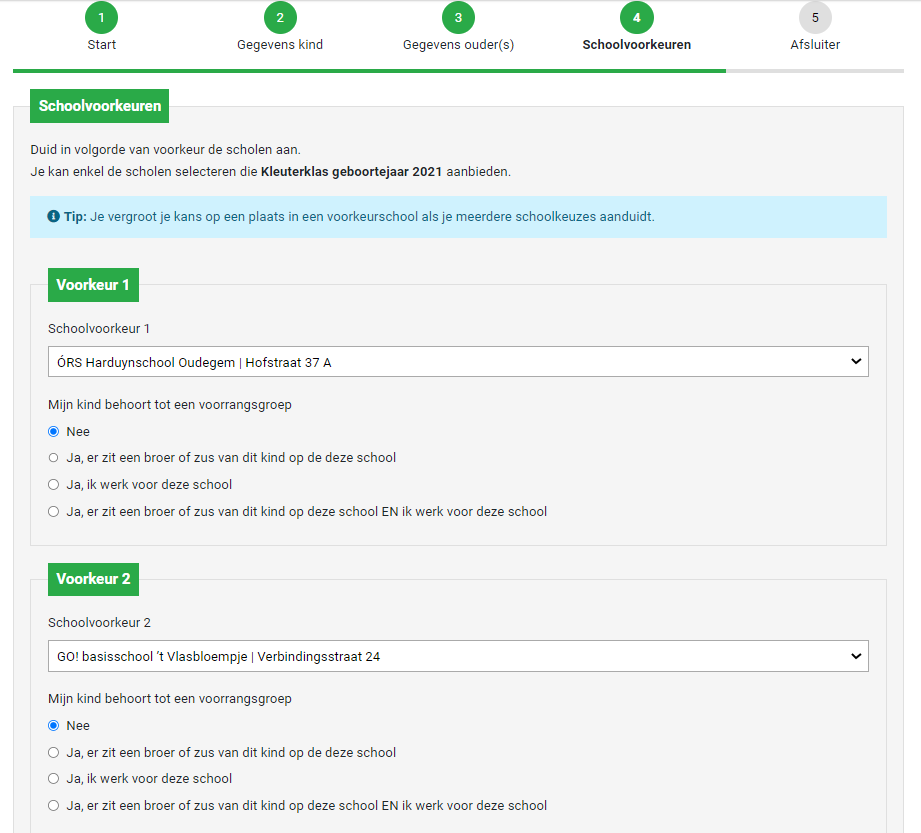 1
2
3
4
5
Start
Gegevens kind
Gegevens ouder(s)
Schoolvoorkeuren
Afsluiter
Schoolvoorkeuren
Duid in volgorde van voorkeur de scholen aan.
Je kan enkel de scholen selecteren die Kleuterklas geboortejaar 2021 aanbieden.
Tip: Je vergroot je kans op een plaats in een voorkeurschool als je meerdere schoolkeuzes aanduidt.
Voorkeur 1
Schoolvoorkeur 1
ÓRS Harduynschool Oudegem | Hofstraat 37 A
Mijn kind behoort tot een voorrangsgroep
Nee
Ja, er zit een broer of zus van dit kind op de deze school
Ja, ik werk voor deze school
Ja, er zit een broer of zus van dit kind op deze school EN ik werk voor deze school
Voorkeur 2
Schoolvoorkeur 2
GO! basisschool ’t Vlasbloempje | Verbindingsstraat 24
Mijn kind behoort tot een voorrangsgroep
Nee
Ja, er zit een broer of zus van dit kind op de deze school
Ja, ik werk voor deze school
Ja, er zit een broer of zus van dit kind op deze school EN ik werk voor deze school